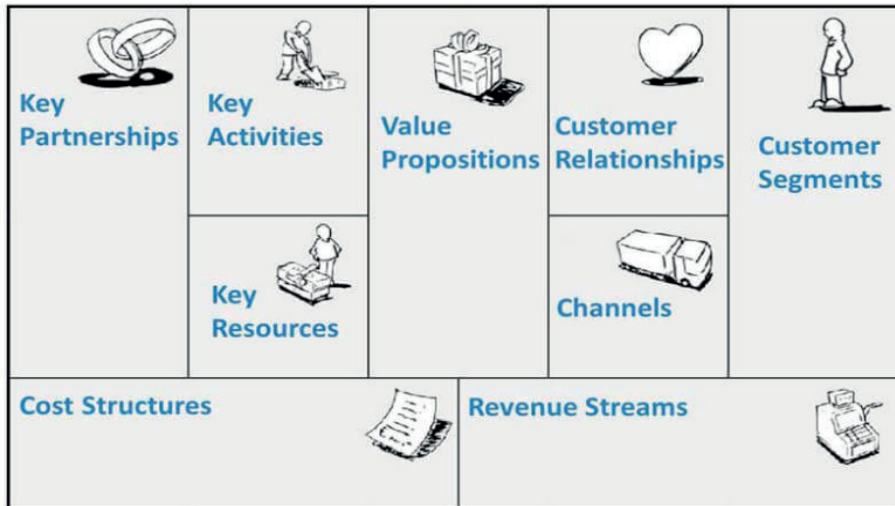 Key
Partnerships
Key
Activities
Key
Resources
Value
Propositions
Customer
Relationships
Channels
Customer
Segments
Cost Structures
Revenue Streams